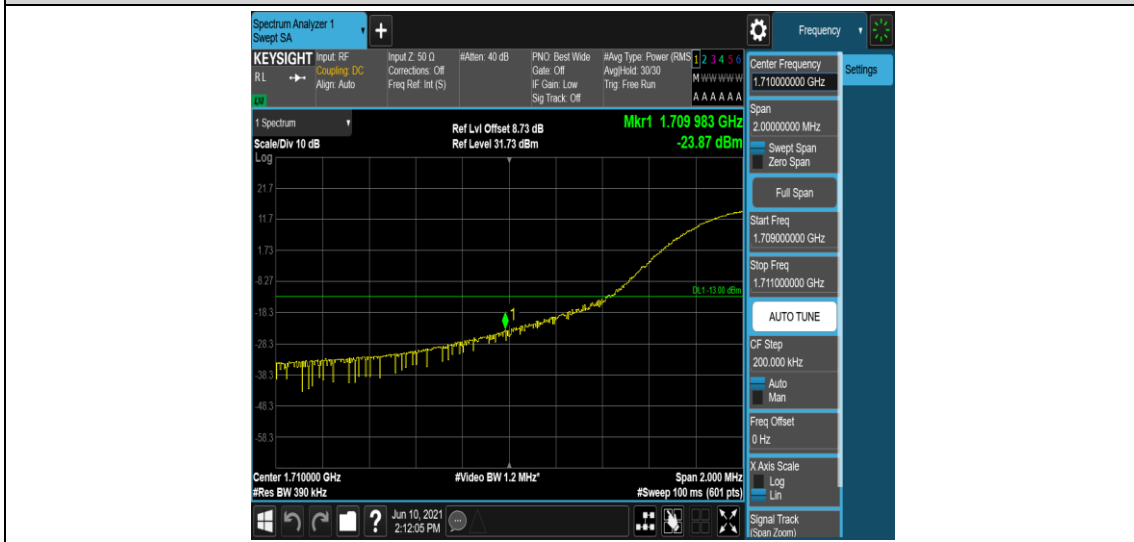 Spectrum Analyzer 1
Swept SA
+
Frequency
KEYSIGHT
RL
LXI
Input: RF
Coupling: DC
Align: Auto
Input Z: 50 Ω
Corrections: Off
Freq Ref: Int (S)
#Atten: 40 dB
PNO: Best Wide
Gate: Off
IF Gain: Low
Sig Track: Off
#Avg Type: Power (RMS
Avg|Hold: 30/30
Trig: Free Run
1 2 3 4 5 6
M W W W W W
A A A A A A
1 Spectrum
Scale/Div 10 dB
Log
Ref Lvl Offset 8.73 dB
Ref Level 31.73 dBm
Mkr1 1.709 983 GHz
-23.87 dBm
21.7
11.7
1.73
-8.27
-18.3
-28.3
-38.3
-48.3
-58.3
DL1 -13.00 dBm
1
Center 1.710000 GHz
#Res BW 390 kHz
#Video BW 1.2 MHz*
Span 2.000 MHz
#Sweep 100 ms (601 pts)
Center Frequency
1.710000000 GHz
Settings
Span
2.00000000 MHz
Swept Span
Zero Span
Full Span
Start Freq
1.709000000 GHz
Stop Freq
1.711000000 GHz
AUTO TUNE
CF Step
200.000 kHz
Auto
Man
Freq Offset
0 Hz
X Axis Scale
Log
Lin
Signal Track
(Span Zoom)
?
Jun 10, 2021
2:12:05 PM